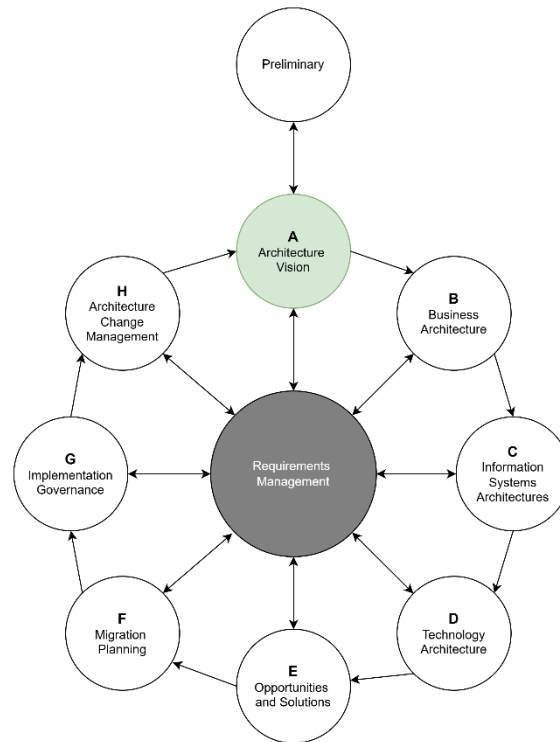 Preliminary
A
Architecture
Vision
H
Architecture
Change
Management
B
Business
Architecture
G
Implementation
Governance
Requirements
Management
C
Information
Systems
Architectures
F
Migration
Planning
D
Technology
Architecture
E
Opportunities
and Solutions